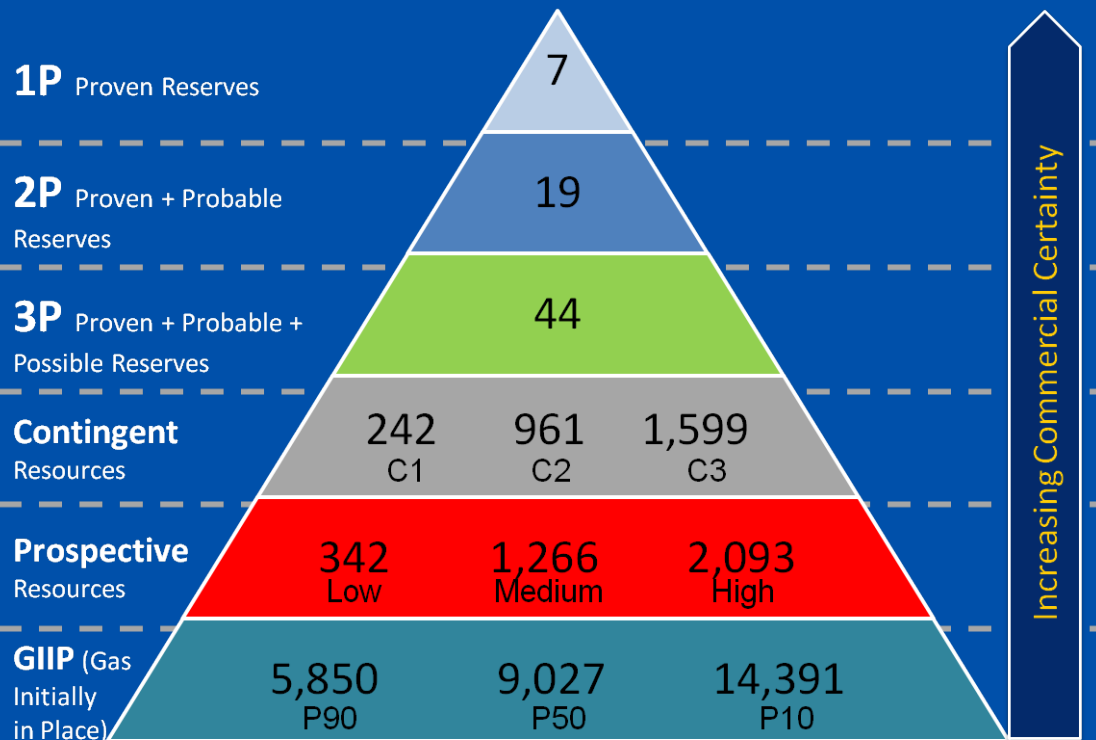 1P Proven Reserves
7
2P Proven + Probable
Reserves
19
3P Proven + Probable +
Possible Reserves
44
Contingent
Resources
242 961 1,599
C1 C2 C3
Prospective
Resources
342 1,266 2,093
Low Medium High
GIIP (Gas
Initially
in Place)
5,850 9,027 14,391
P90 P50 P10
Increasing Commercial Certainty